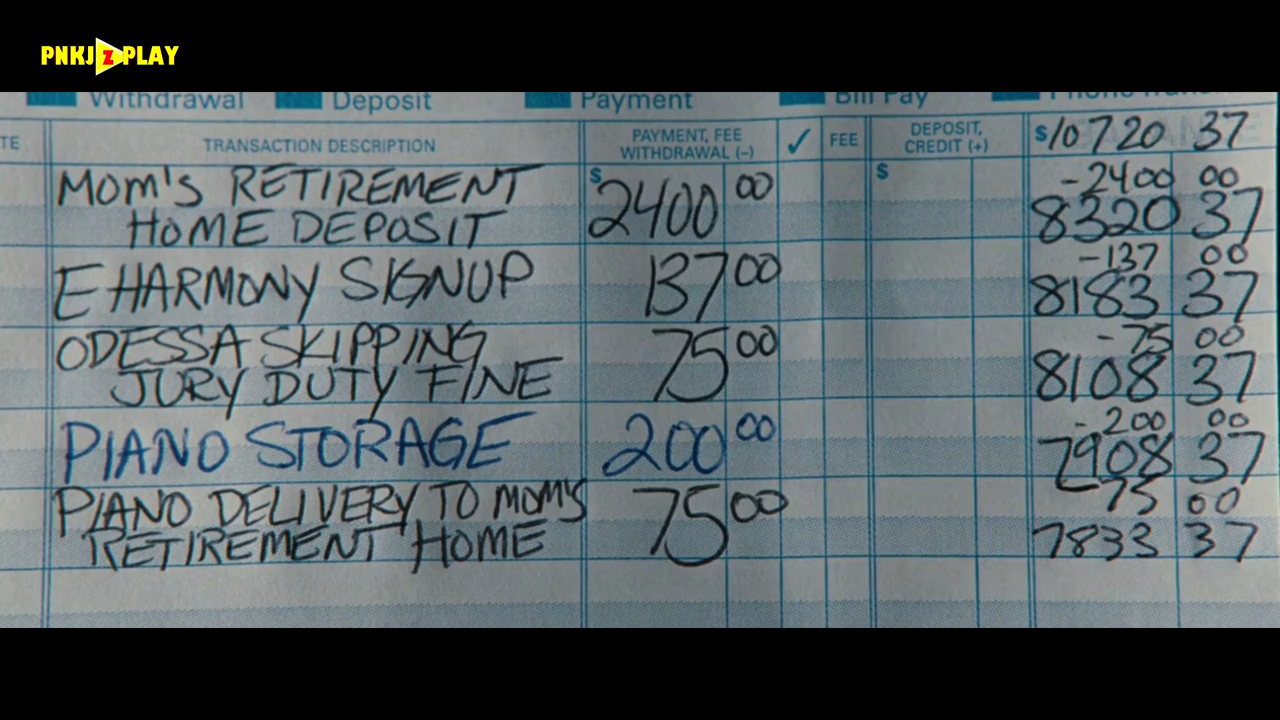 PNKJ z PLAY
Withdrawal Deposit Payment Bill Pay
TRANSACTION DESCRIPTION PAYMENT, FEE WITHDRAWAL (–) ✓ FEE DEPOSIT, CREDIT (+) $10720 37
MOM'S RETIREMENT $2400 00 $ -2400 00
HOME DEPOSIT 8320 37
E HARMONY SIGNUP 137 00 -137 00
8183 37
ODESSA SKIPPING 75 00 -75 00
JURY DUTY FINE 8108 37
PIANO STORAGE 200 00 -200 00
7908 37
PIANO DELIVERY TO MOM'S 75 00 75 00
RETIREMENT HOME 7833 37